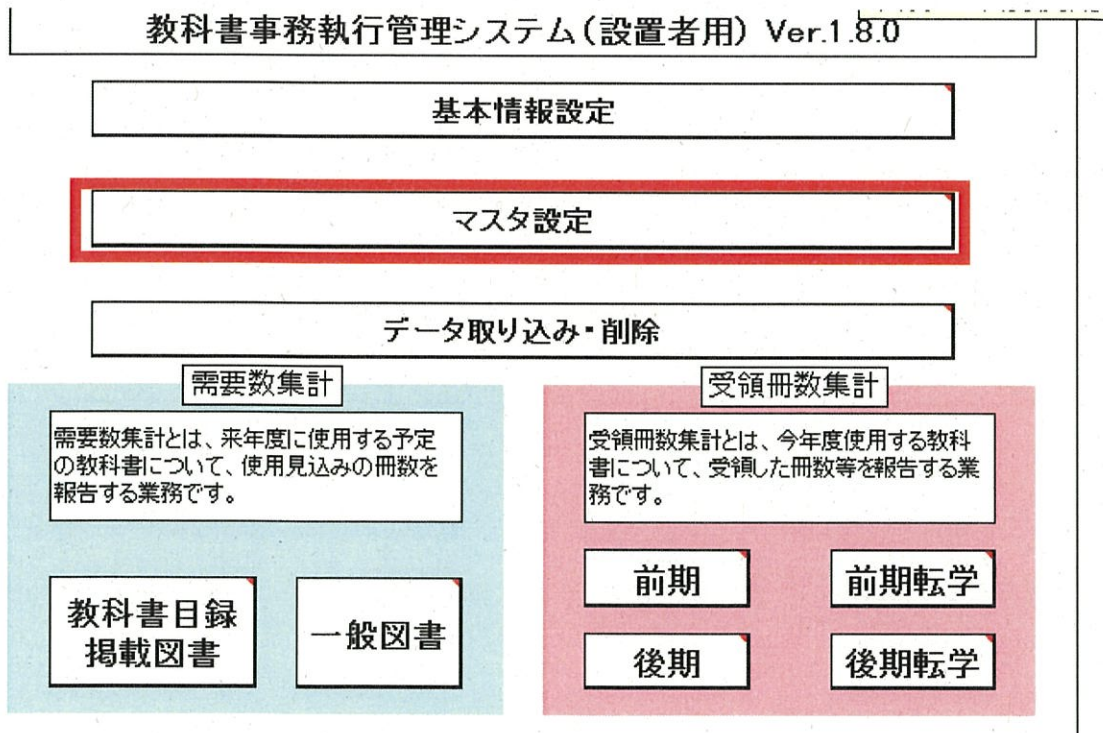 教科書事務執行管理システム(設置者用) Ver.1.8.0
基本情報設定
マスタ設定
データ取り込み・削除
需要数集計
需要数集計とは、来年度に使用する予定
の教科書について、使用見込みの冊数を
報告する業務です。
教科書目録
掲載図書
一般図書
受領冊数集計
受領冊数集計とは、今年度使用する教科
書について、受領した冊数等を報告する業
務です。
前期
前期転学
後期
後期転学